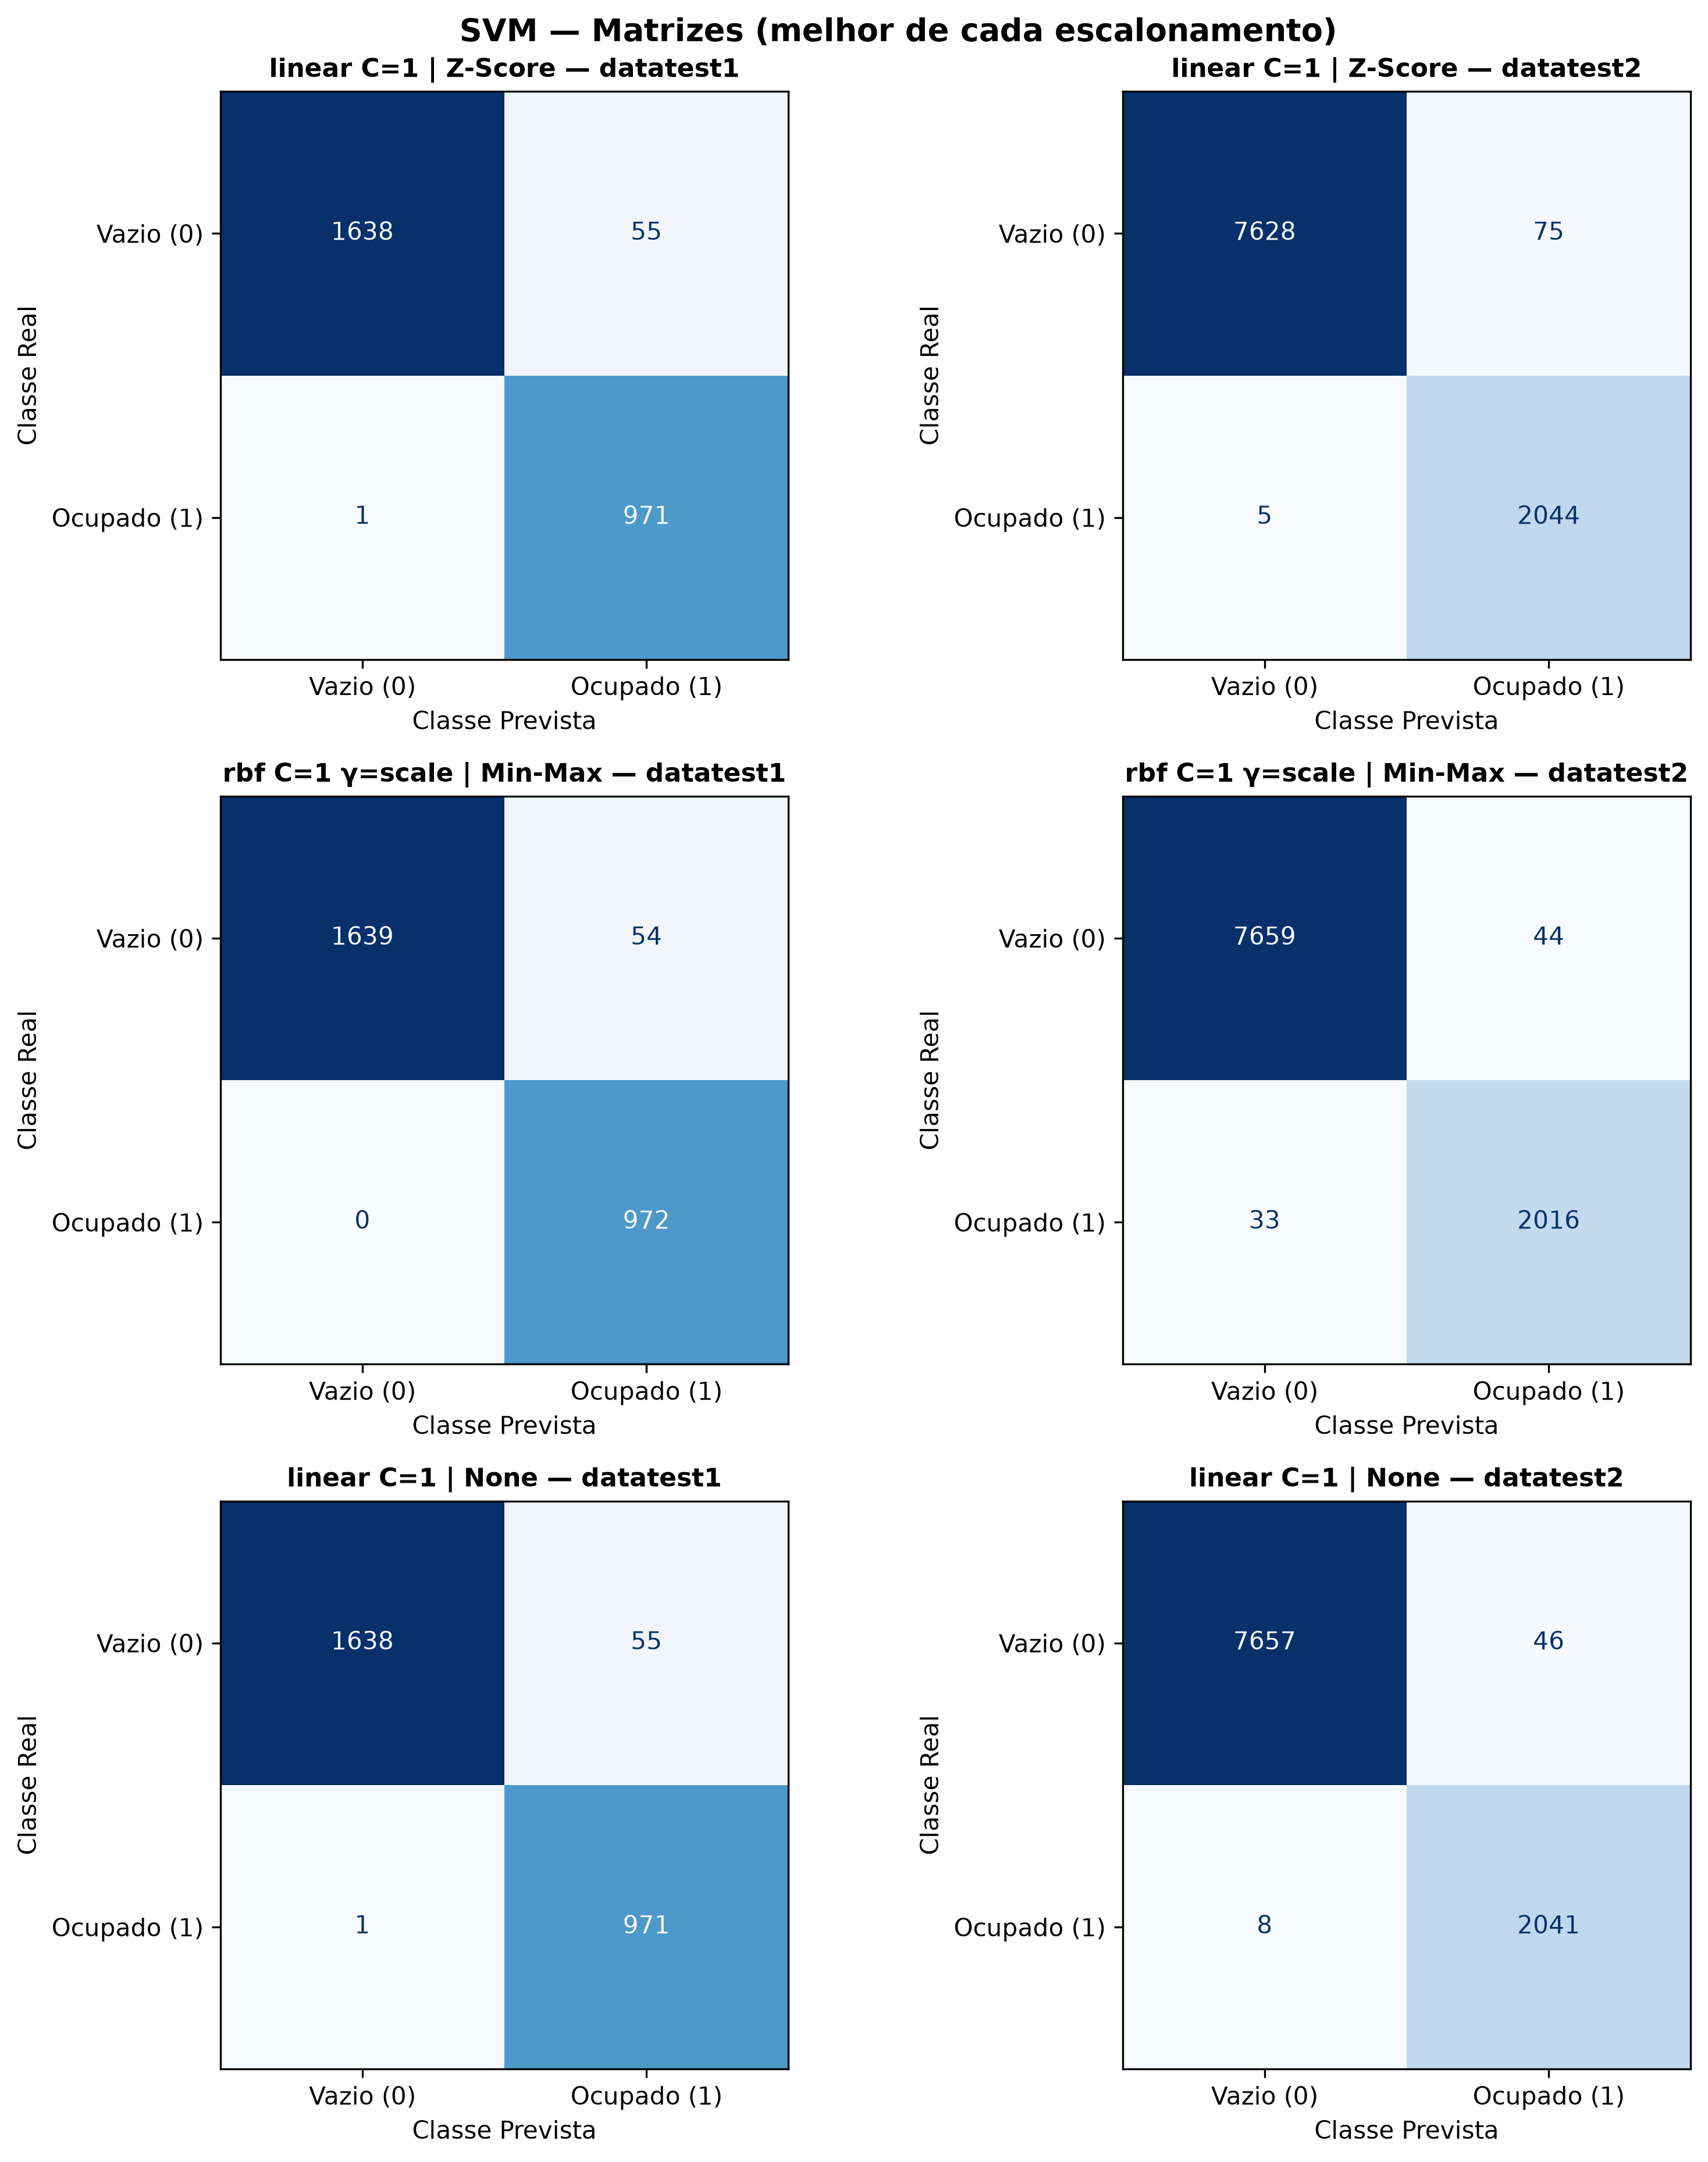 SVM — Matrizes (melhor de cada escalonamento)
linear C=1 | Z-Score — datatest1
Classe Real
Vazio (0)
1638
55
Ocupado (1)
1
971
Vazio (0)
Ocupado (1)
Classe Prevista
linear C=1 | Z-Score — datatest2
Classe Real
Vazio (0)
7628
75
Ocupado (1)
5
2044
Vazio (0)
Ocupado (1)
Classe Prevista
rbf C=1 γ=scale | Min-Max — datatest1
Classe Real
Vazio (0)
1639
54
Ocupado (1)
0
972
Vazio (0)
Ocupado (1)
Classe Prevista
rbf C=1 γ=scale | Min-Max — datatest2
Classe Real
Vazio (0)
7659
44
Ocupado (1)
33
2016
Vazio (0)
Ocupado (1)
Classe Prevista
linear C=1 | None — datatest1
Classe Real
Vazio (0)
1638
55
Ocupado (1)
1
971
Vazio (0)
Ocupado (1)
Classe Prevista
linear C=1 | None — datatest2
Classe Real
Vazio (0)
7657
46
Ocupado (1)
8
2041
Vazio (0)
Ocupado (1)
Classe Prevista